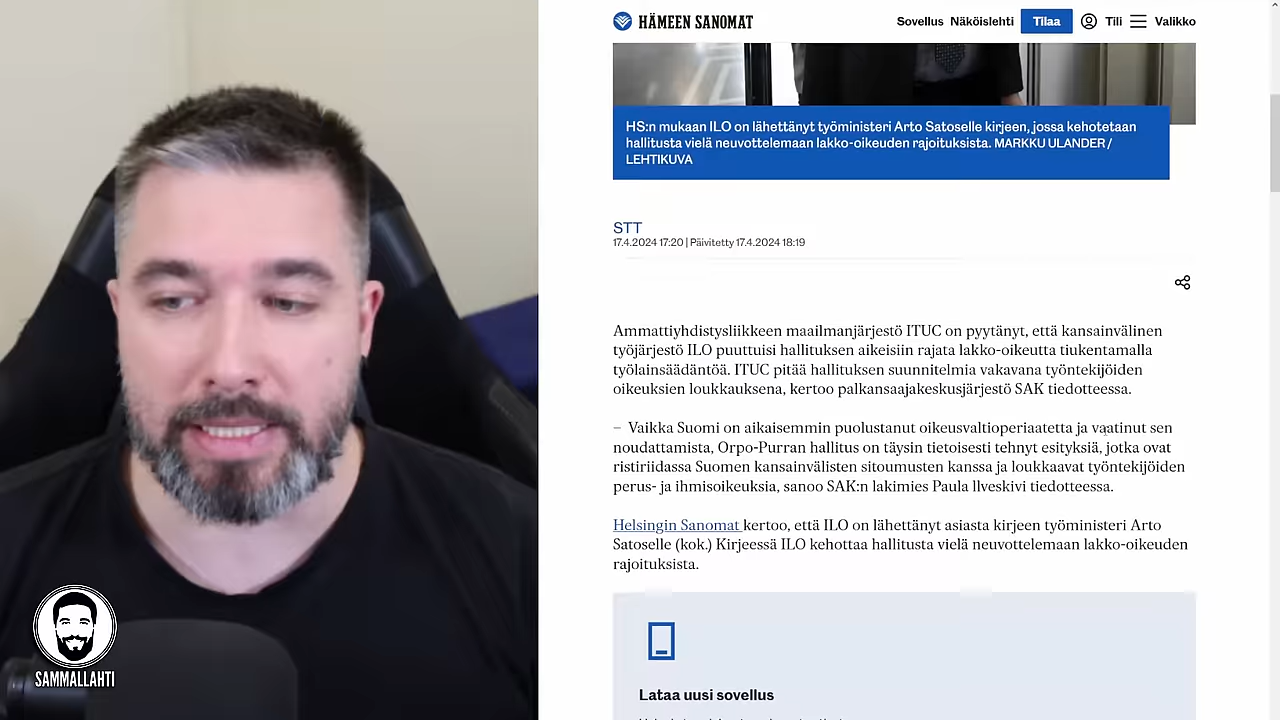 HÄMEEN SANOMAT
Sovellus Näköislehti Tilaa Tili Valikko
HS:n mukaan ILO on lähettänyt työministeri Arto Satoselle kirjeen, jossa kehotetaan
hallitusta vielä neuvottelemaan lakko-oikeuden rajoituksista. MARKKU ULANDER /
LEHTIKUVA
STT
17.4.2024 17:20 | Päivitetty 17.4.2024 18:19
Ammattiyhdistysliikkeen maailmanjärjestö ITUC on pyytänyt, että kansainvälinen
työjärjestö ILO puuttuisi hallituksen aikeisiin rajata lakko-oikeutta tiukentamalla
työlainsäädäntöä. ITUC pitää hallituksen suunnitelmia vakavana työntekijöiden
oikeuksien loukkauksena, kertoo palkansaajakeskusjärjestö SAK tiedotteessa.
– Vaikka Suomi on aikaisemmin puolustanut oikeusvaltioperiaatetta ja vaatinut sen
noudattamista, Orpo-Purran hallitus on täysin tietoisesti tehnyt esityksiä, jotka ovat
ristiriidassa Suomen kansainvälisten sitoumusten kanssa ja loukkaavat työntekijöiden
perus- ja ihmisoikeuksia, sanoo SAK:n lakimies Paula Ilveskivi tiedotteessa.
Helsingin Sanomat kertoo, että ILO on lähettänyt asiasta kirjeen työministeri Arto
Satoselle (kok.) Kirjeessä ILO kehottaa hallitusta vielä neuvottelemaan lakko-oikeuden
rajoituksista.
Lataa uusi sovellus
SAMMALLAHTI